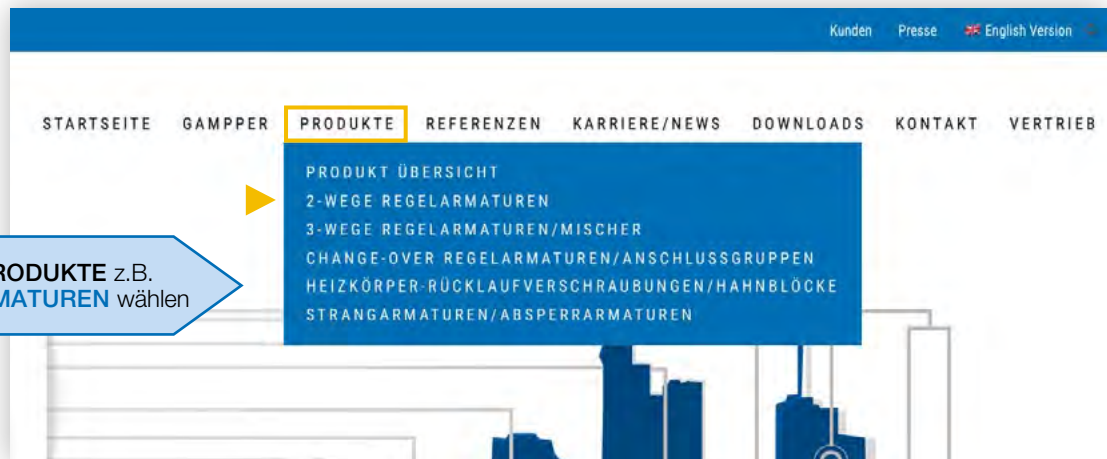 Kunden Presse English Version
STARTSEITE GAMPPER PRODUKTE REFERENZEN KARRIERE/NEWS DOWNLOADS KONTAKT VERTRIEB
PRODUKT ÜBERSICHT
2-WEGE REGELARMATUREN
3-WEGE REGELARMATUREN/MISCHER
CHANGE-OVER REGELARMATUREN/ANSCHLUSSGRUPPEN
HEIZKÖRPER-RÜCKLAUFVERSCHRAUBUNGEN/HAHNBLÖCKE
STRANGARMATUREN/ABSPERRARMATUREN
RODUKTE z.B.
MATUREN wählen